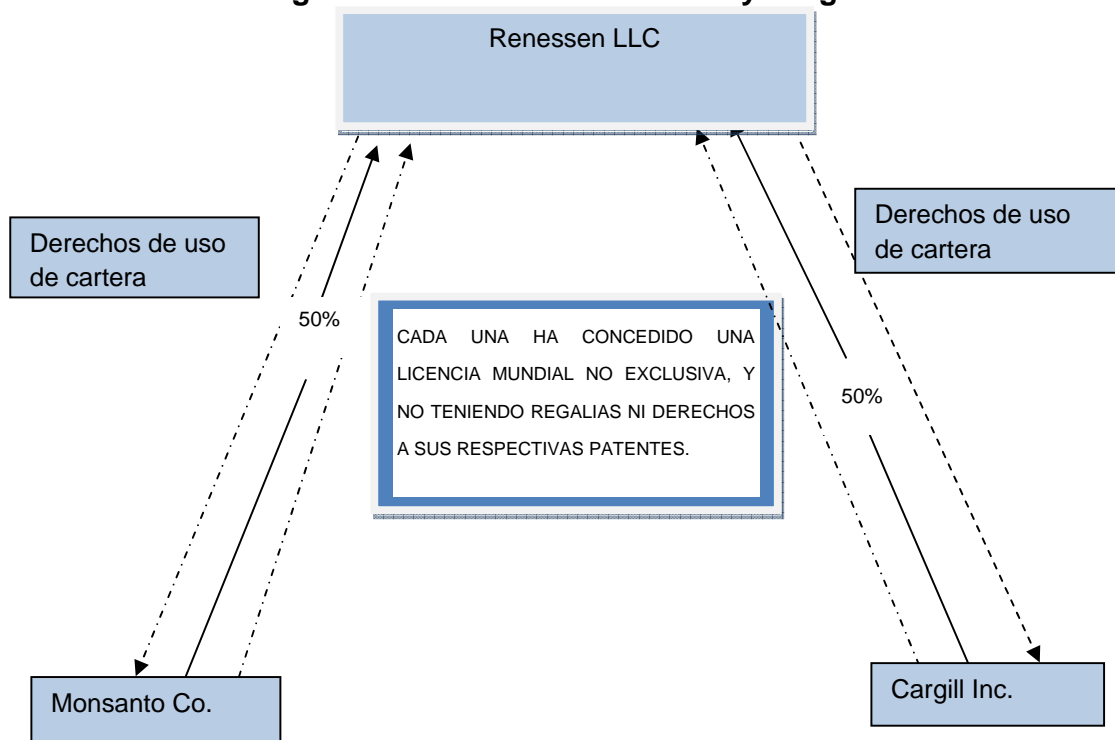 Renessen LLC
Derechos de uso
de cartera
Derechos de uso
de cartera
50%
CADA UNA HA CONCEDIDO UNA
LICENCIA MUNDIAL NO EXCLUSIVA, Y
NO TENIENDO REGALIAS NI DERECHOS
A SUS RESPECTIVAS PATENTES.
50%
Monsanto Co.
Cargill Inc.